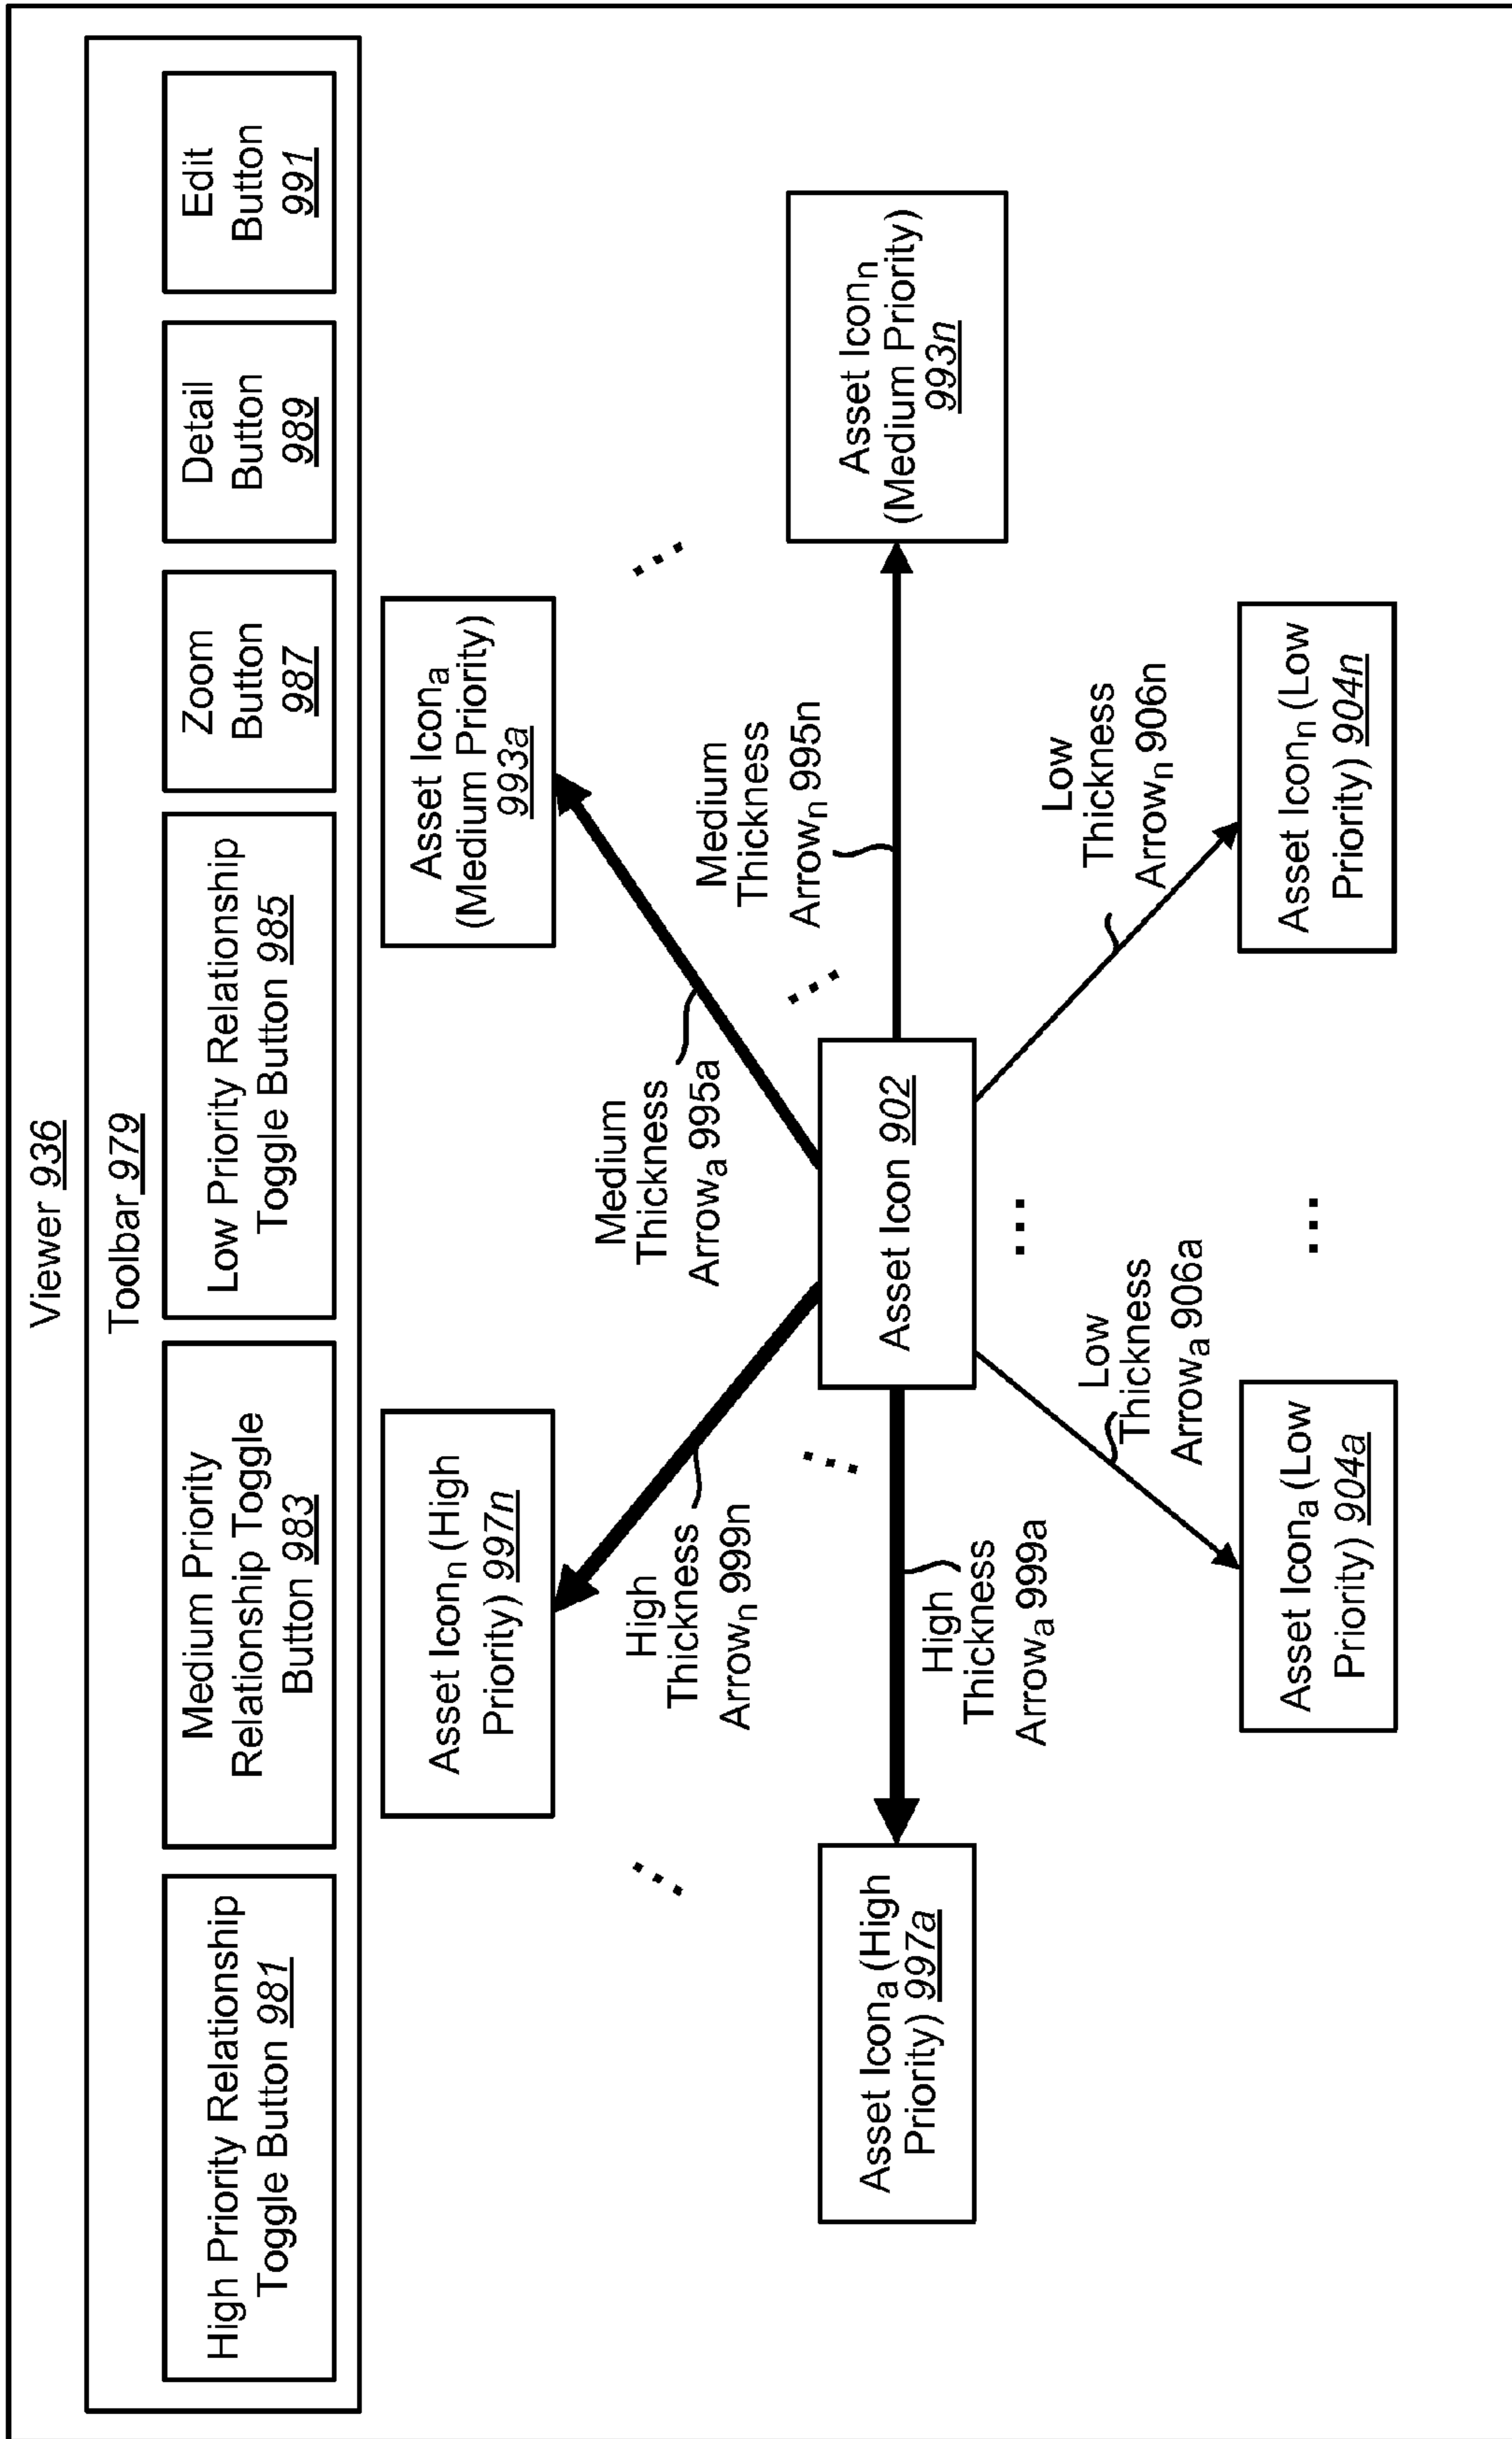 Viewer 936
Toolbar 979
High Priority Relationship
Toggle Button 981
Medium Priority
Relationship Toggle
Button 983
Low Priority Relationship
Toggle Button 985
Zoom
Button
987
Detail
Button
989
Edit
Button
991
Asset Iconn (High
Priority) 997n
Asset Icona
(Medium Priority)
993a
High
Thickness
Arrown 999n
Medium
Thickness
Arrowa 995a
Medium
Thickness
Arrown 995n
Asset Icona (High
Priority) 997a
Asset Icon 902
Asset Iconn
(Medium Priority)
993n
High
Thickness
Arrowa 999a
Low
Thickness
Arrowa 906a
Low
Thickness
Arrown 906n
Asset Icona (Low
Priority) 904a
Asset Iconn (Low
Priority) 904n